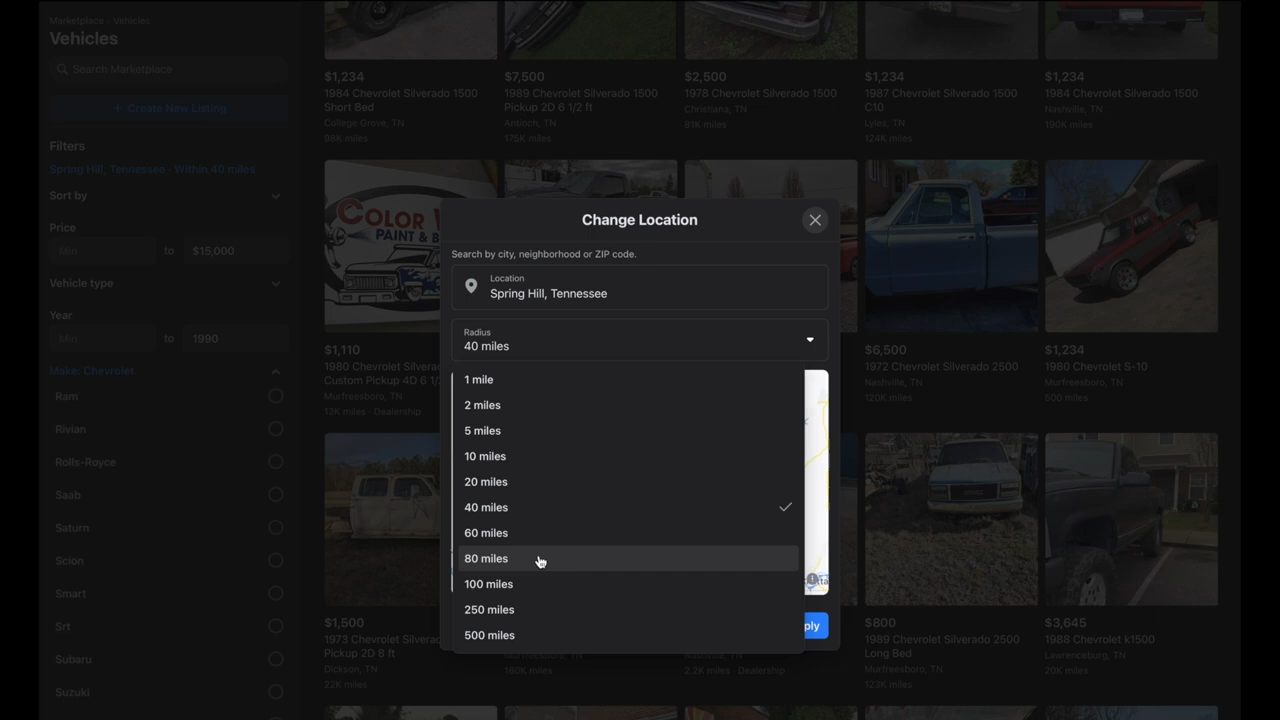 Marketplace · Vehicles
Vehicles
Search Marketplace
+ Create New Listing
Filters
Spring Hill, Tennessee · Within 40 miles
Sort by
Price
Min
to
$15,000
Vehicle type
Year
Min
to
1990
Make: Chevrolet
Ram
Rivian
Rolls-Royce
Saab
Saturn
Scion
Smart
Srt
Subaru
Suzuki
$1,234
1984 Chevrolet Silverado 1500
Short Bed
College Grove, TN
98K miles
$7,500
1989 Chevrolet Silverado 1500
Pickup 2D 6 1/2 ft
Antioch, TN
175K miles
$2,500
1978 Chevrolet Silverado 1500
Christiana, TN
81K miles
$1,234
1987 Chevrolet Silverado 1500
C10
Lyles, TN
124K miles
$1,234
1984 Chevrolet Silverado 1500
Nashville, TN
190K miles
COLOR
PAINT & B
$1,110
1980 Chevrolet Silverado
Custom Pickup 4D 6 1/
Murfreesboro, TN
12K miles · Dealership
$6,500
1972 Chevrolet Silverado 2500
Nashville, TN
120K miles
$1,234
1980 Chevrolet S-10
Murfreesboro, TN
500 miles
$1,500
1973 Chevrolet Silverado
Pickup 2D 8 ft
Dickson, TN
22K miles
180K miles
2.2K miles · Dealership
$800
1989 Chevrolet Silverado 2500
Long Bed
Murfreesboro, TN
123K miles
GMC
$3,645
1988 Chevrolet k1500
Lawrenceburg, TN
20K miles
Change Location
Search by city, neighborhood or ZIP code.
Location
Spring Hill, Tennessee
Radius
40 miles
1 mile
2 miles
5 miles
10 miles
20 miles
40 miles
60 miles
80 miles
100 miles
250 miles
500 miles
ply